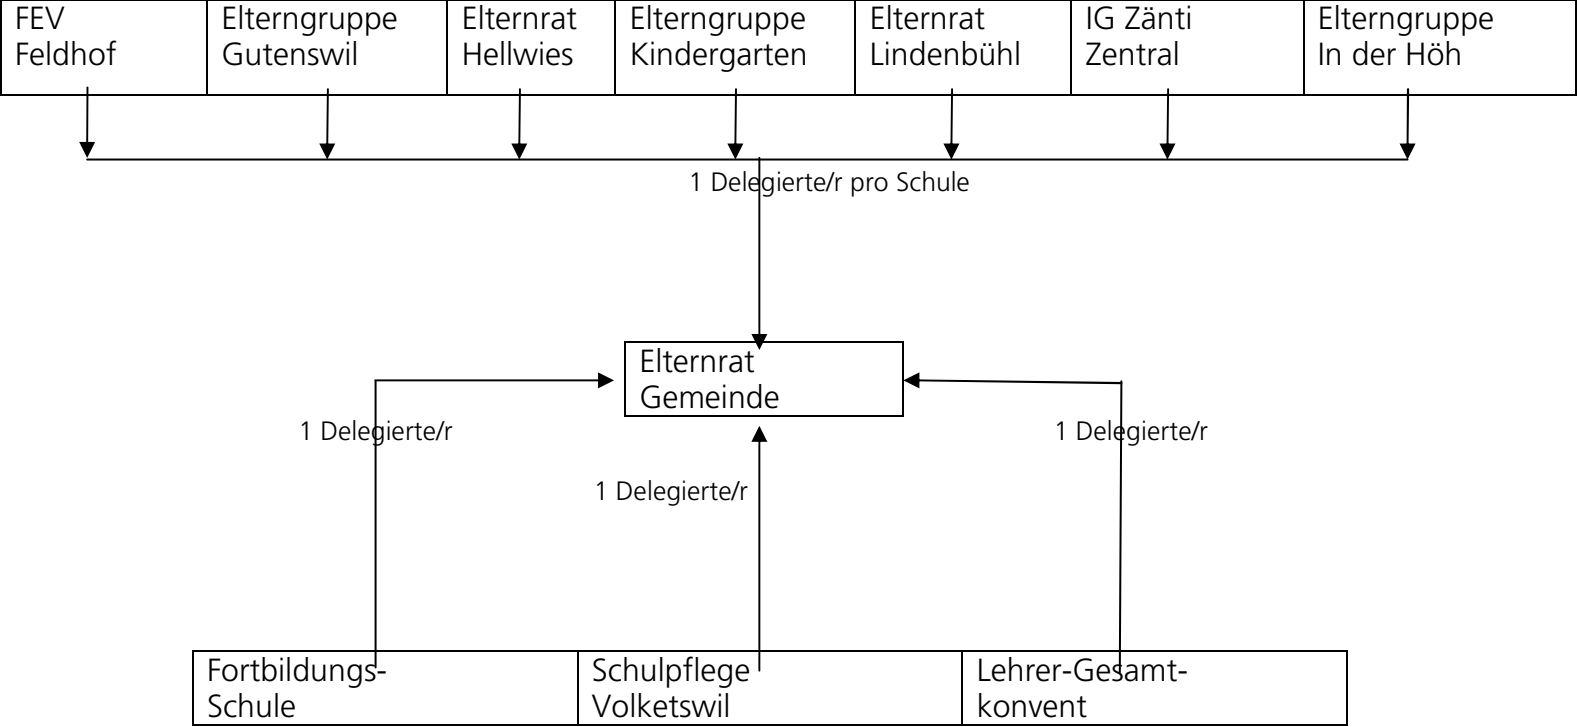 FEV
Feldhof
Elterngruppe
Gutenswil
Elternrat
Hellwies
Elterngruppe
Kindergarten
Elternrat
Lindenbühl
IG Zänti
Zentral
Elterngruppe
In der Höh
1 Delegierte/r pro Schule
Elternrat
Gemeinde
1 Delegierte/r
1 Delegierte/r
1 Delegierte/r
Fortbildungs-
Schule
Schulpflege
Volketswil
Lehrer-Gesamt-
konvent